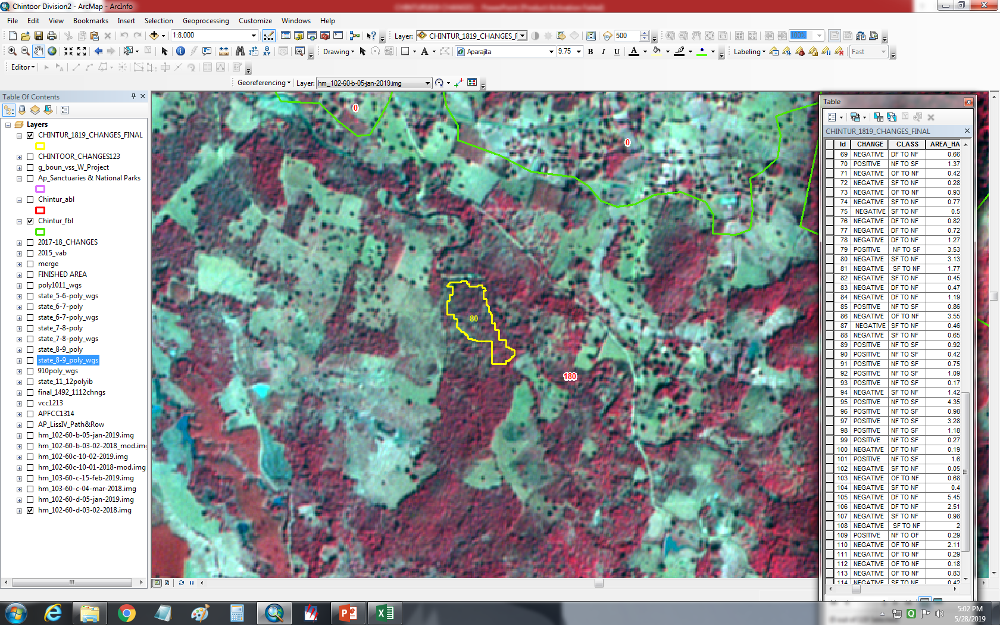 Chintoor Division2 - ArcMap - ArcInfo
File Edit View Bookmarks Insert Selection Geoprocessing Customize Windows Help
1:8,000
Layer: CHINTUR_1819_CHANGES_F
500
100%
Drawing
Aparajita
9.75
B I U A
Labeling
Fast
Editor
Georeferencing
Layer: hm_102-60-b-05-jan-2019.img
Table Of Contents
Layers
CHINTUR_1819_CHANGES_FINAL
CHINTOOR_CHANGES123
g_boun_vss_W_Project
Ap_Sanctuaries & National Parks
Chintur_abl
Chintur_fbl
2017-18_CHANGES
2015_vab
merge
FINISHED AREA
poly1011_wgs
state_5-6-poly_wgs
state_6-7-poly
state_6-7-poly_wgs
state_7-8-poly
state_7-8-poly_wgs
state_8-9_poly
state_8-9_poly_wgs
910poly_wgs
state_11_12polyib
final_1492_1112chngs
vcc1213
APFCC1314
AP_LissIV_Path&Row
hm_102-60-b-05-jan-2019.img
hm_102-60-b-03-02-2018_mod.img
hm_102-60c-10-02-2019.img
hm_102-60c-10-01-2018-mod.img
hm_103-60-c-15-feb-2019.img
hm_103-60-c-04-mar-2018.img
hm_102-60-d-05-jan-2019.img
hm_102-60-d-03-02-2018.img
0
0
80
180
Table
CHINTUR_1819_CHANGES_FINAL
Id CHANGE CLASS AREA_HA
69 NEGATIVE DF TO NF 0.66
70 POSITIVE NF TO SF 1.37
71 NEGATIVE OF TO NF 0.42
72 NEGATIVE SF TO NF 0.28
73 NEGATIVE OF TO NF 0.93
74 NEGATIVE SF TO NF 0.77
75 NEGATIVE SF TO NF 0.5
76 NEGATIVE DF TO NF 0.82
77 NEGATIVE DF TO NF 0.72
78 NEGATIVE DF TO NF 1.27
79 POSITIVE NF TO SF 3.53
80 NEGATIVE SF TO NF 3.13
81 NEGATIVE SF TO NF 1.77
82 NEGATIVE SF TO NF 0.45
83 NEGATIVE DF TO NF 0.47
84 NEGATIVE DF TO NF 1.19
85 POSITIVE NF TO SF 0.86
86 NEGATIVE OF TO NF 3.55
87 NEGATIVE SF TO NF 0.46
88 NEGATIVE SF TO NF 0.65
89 POSITIVE NF TO SF 0.92
90 POSITIVE NF TO SF 0.42
91 POSITIVE NF TO SF 0.75
92 POSITIVE NF TO SF 1.09
93 POSITIVE NF TO SF 0.17
94 NEGATIVE SF TO NF 1.42
95 POSITIVE NF TO SF 4.35
96 POSITIVE NF TO SF 0.98
97 POSITIVE NF TO SF 3.28
98 POSITIVE NF TO SF 1.18
99 POSITIVE NF TO SF 0.27
100 NEGATIVE DF TO NF 0.19
101 POSITIVE NF TO SF 1.6
102 NEGATIVE SF TO NF 0.05
103 NEGATIVE OF TO NF 0.68
104 NEGATIVE SF TO NF 0.4
105 NEGATIVE DF TO NF 5.45
106 NEGATIVE DF TO NF 2.51
107 NEGATIVE SF TO NF 0.98
108 NEGATIVE SF TO NF 2
109 POSITIVE NF TO OF 0.29
110 NEGATIVE OF TO NF 2.11
111 NEGATIVE OF TO NF 0.29
112 NEGATIVE OF TO NF 0.18
113 NEGATIVE OF TO NF 0.83
114 NEGATIVE SF TO NF 0.42
5:02 PM
5/28/2019